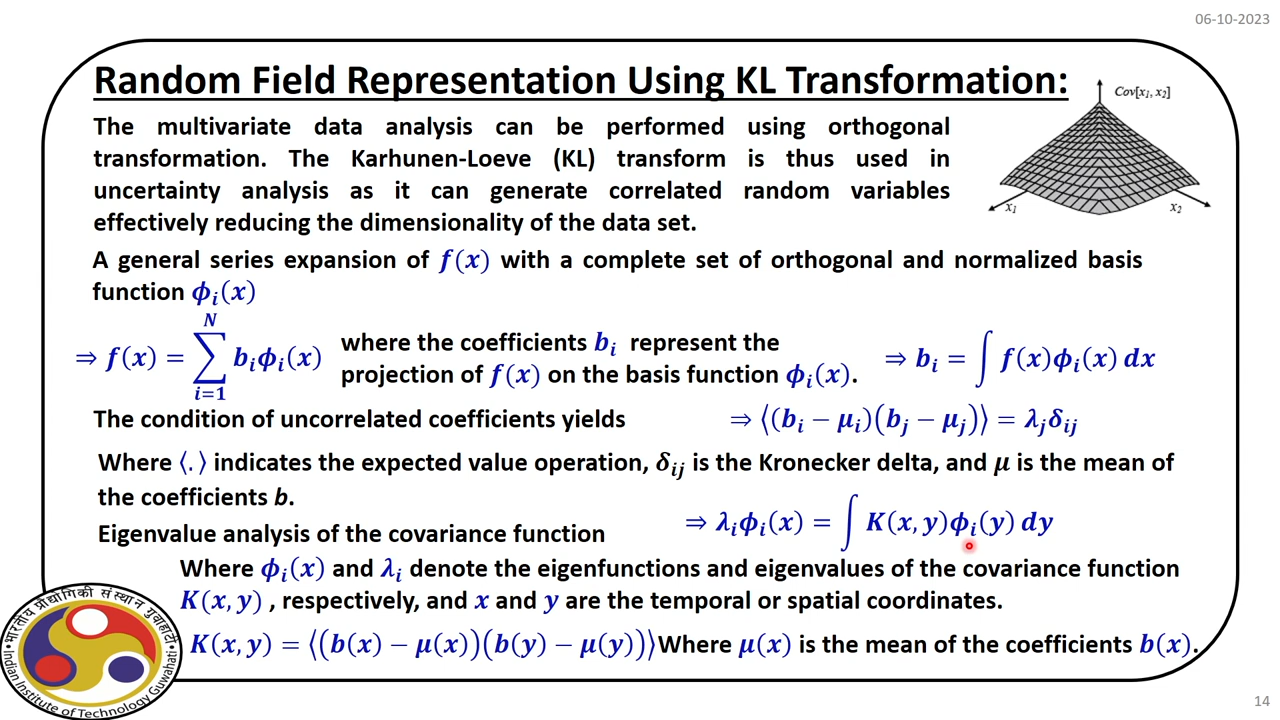 06-10-2023
Random Field Representation Using KL Transformation:
The multivariate data analysis can be performed using orthogonal
transformation. The Karhunen-Loeve (KL) transform is thus used in
uncertainty analysis as it can generate correlated random variables
effectively reducing the dimensionality of the data set.
Cov[x₁, x₂]
x₁
x₂
A general series expansion of f(x) with a complete set of orthogonal and normalized basis
function ϕᵢ(x)
⇒ f(x) = ∑_{i=1}^{N} bᵢϕᵢ(x)
where the coefficients bᵢ represent the
projection of f(x) on the basis function ϕᵢ(x).
⇒ bᵢ = ∫ f(x)ϕᵢ(x) dx
The condition of uncorrelated coefficients yields ⇒ ⟨(bᵢ − μᵢ)(bⱼ − μⱼ)⟩ = λⱼδᵢⱼ
Where ⟨.⟩ indicates the expected value operation, δᵢⱼ is the Kronecker delta, and μ is the mean of
the coefficients b.
Eigenvalue analysis of the covariance function ⇒ λᵢϕᵢ(x) = ∫ K(x, y)ϕᵢ(y) dy
Where ϕᵢ(x) and λᵢ denote the eigenfunctions and eigenvalues of the covariance function
K(x, y) , respectively, and x and y are the temporal or spatial coordinates.
K(x, y) = ⟨(b(x) − μ(x))(b(y) − μ(y))⟩Where μ(x) is the mean of the coefficients b(x).
भारतीय प्रौद्योगिकी संस्थान गुवाहाटी
Indian Institute of Technology Guwahati
14